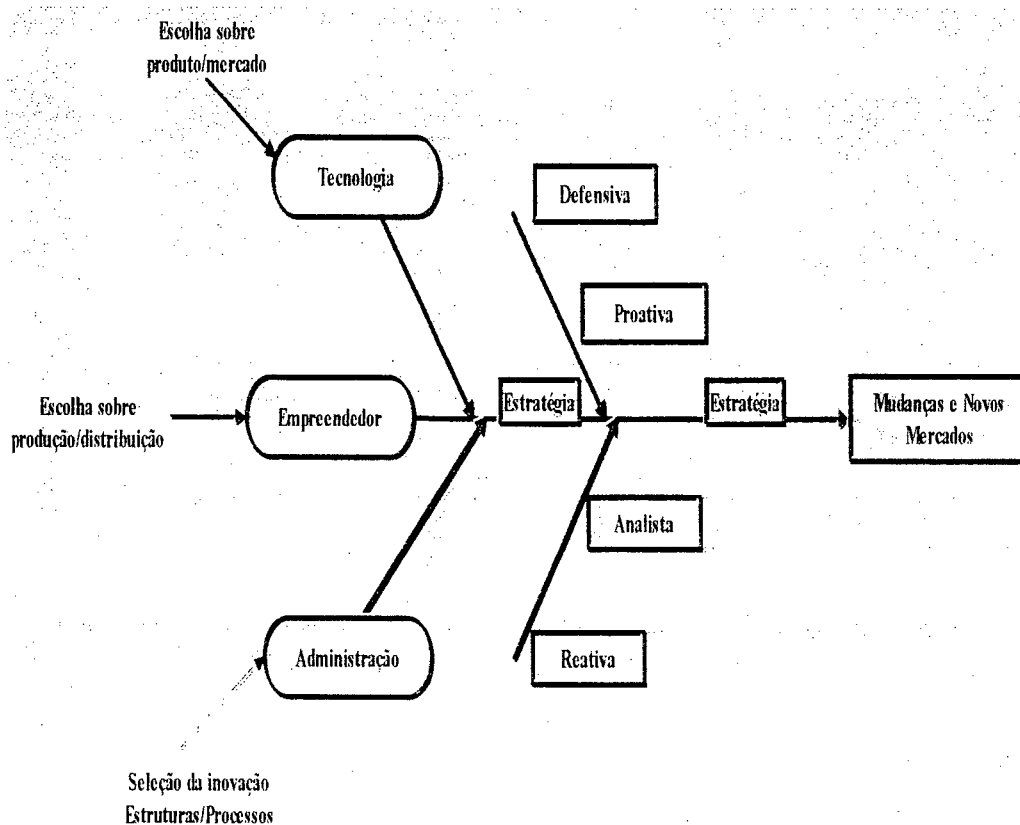 Escolha sobre
produto/mercado
Tecnologia
Defensiva
Proativa
Escolha sobre
produção/distribuição
Empreendedor
Estratégia
Estratégia
Mudanças e Novos
Mercados
Analista
Administração
Reativa
Seleção da inovação
Estruturas/Processos